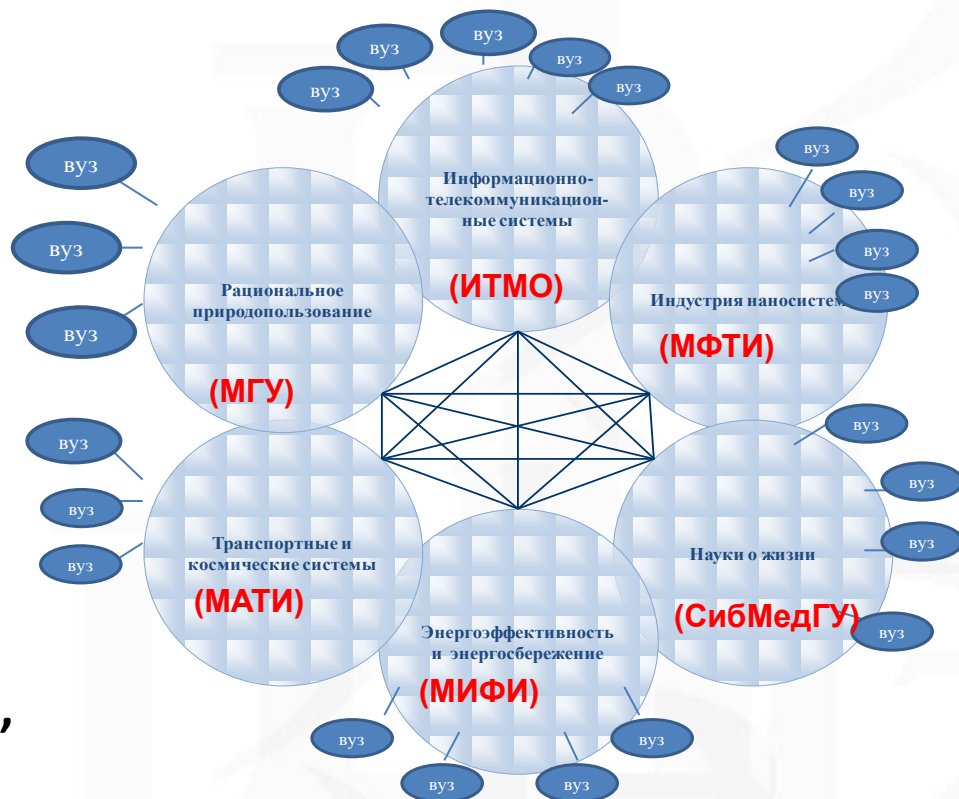 вуз
вуз
вуз
вуз
вуз
Информационно-
телекоммуникацион-
ные системы
(ИТМО)
вуз
вуз
вуз
вуз
Индустрия наносистем
(МФТИ)
вуз
вуз
вуз
Рациональное
природопользование
(МГУ)
вуз
вуз
вуз
Транспортные и
космические системы
(МАТИ)
вуз
вуз
вуз
вуз
Науки о жизни
(СибМедГУ)
Энергоэффективность
и энергосбережение
(МИФИ)
вуз
вуз
вуз
вуз
,